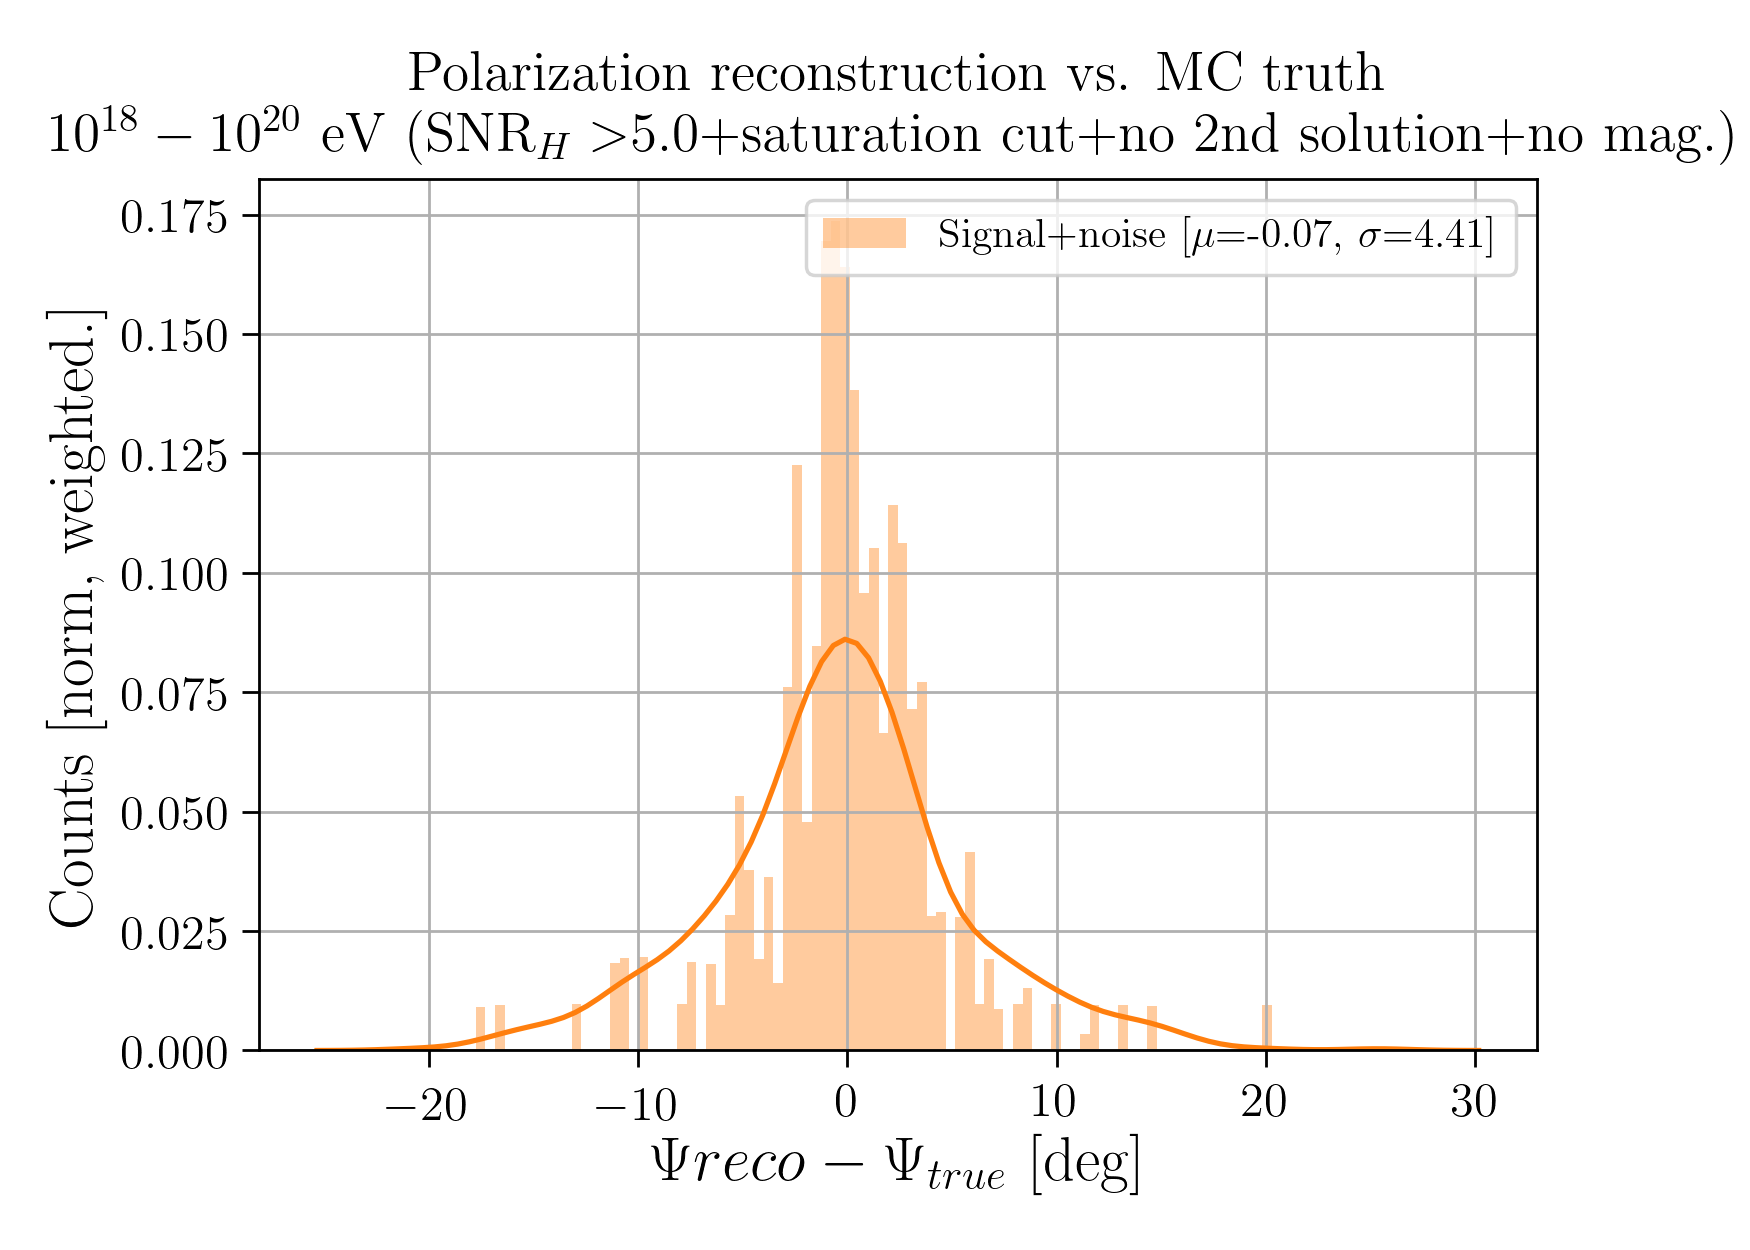 Polarization reconstruction vs. MC truth
10^18 − 10^20 eV (SNR_H >5.0+saturation cut+no 2nd solution+no mag.)
Signal+noise [μ=-0.07, σ=4.41]
Counts [norm, weighted.]
0.175
0.150
0.125
0.100
0.075
0.050
0.025
0.000
−20 −10 0 10 20 30
Ψreco − Ψ_true [deg]